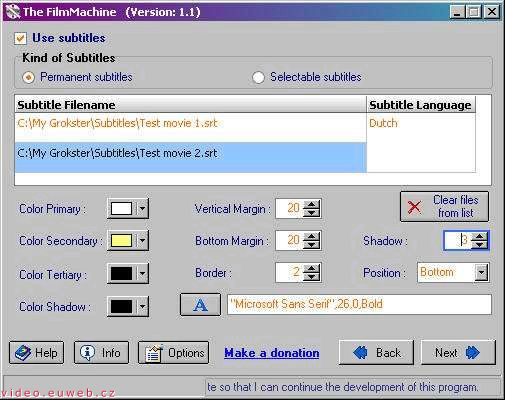 The FilmMachine (Version: 1.1)
Use subtitles
Kind of Subtitles
Permanent subtitles
Selectable subtitles
Subtitle Filename Subtitle Language
C:\My Grokster\Subtitles\Test movie 1.srt Dutch
C:\My Grokster\Subtitles\Test movie 2.srt
Clear files from list
Color Primary : Vertical Margin : 20
Color Secondary : Bottom Margin : 20 Shadow : 3
Color Tertiary : Border : 2 Position : Bottom
Color Shadow : A "Microsoft Sans Serif",26,0,Bold
Help Info Options Make a donation Back Next
te so that I can continue the development of this program.
video.euweb.cz